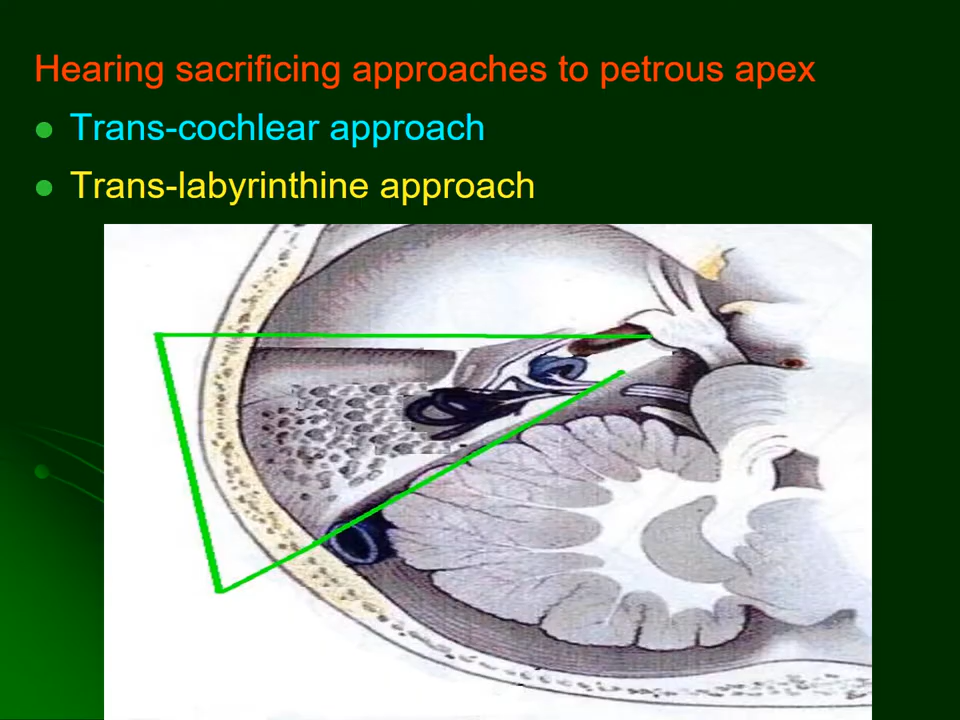 Hearing sacrificing approaches to petrous apex
Trans-cochlear approach
Trans-labyrinthine approach